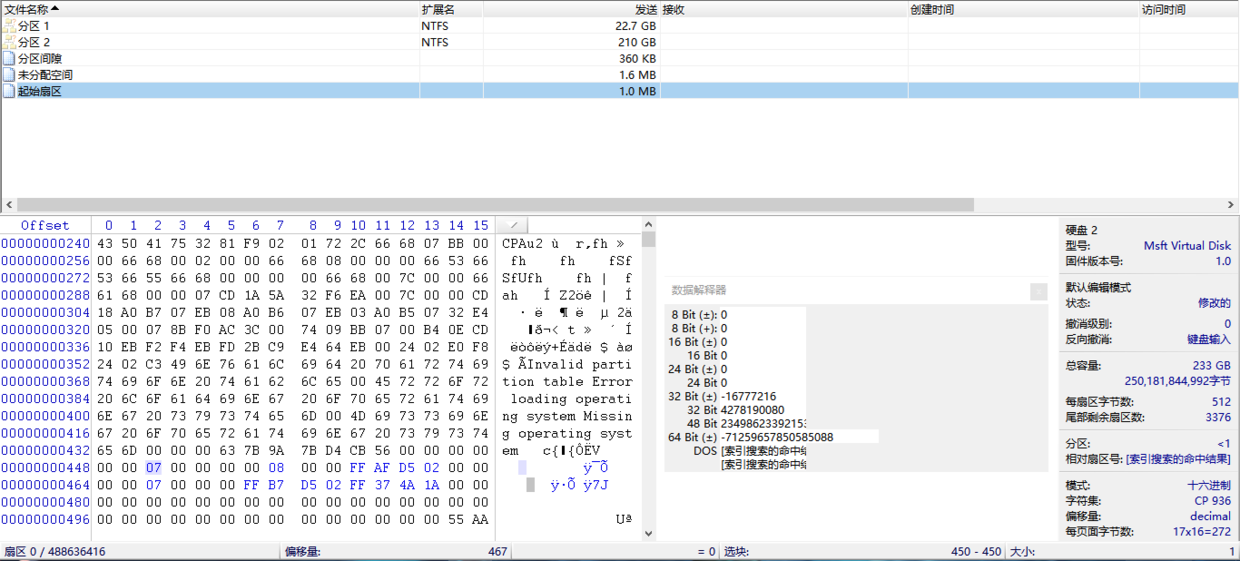 文件名称 扩展名 发送 接收 创建时间 访问时间
分区 1 NTFS 22.7 GB
分区 2 NTFS 210 GB
分区间隙 360 KB
未分配空间 1.6 MB
起始扇区 1.0 MB
Offset 0 1 2 3 4 5 6 7 8 9 10 11 12 13 14 15
00000000240 43 50 41 75 32 81 F9 02 01 72 2C 66 68 07 BB 00 CPAu2 ù r,fh »
00000000256 00 66 68 00 02 00 00 66 68 08 00 00 00 66 53 66 fh fh fSf
00000000272 53 66 55 66 68 00 00 00 00 66 68 00 7C 00 00 66 SfUfh fh | f
00000000288 61 68 00 00 07 CD 1A 5A 32 F6 EA 00 7C 00 00 CD ah Í Z2öê | Í
00000000304 18 A0 B7 07 EB 08 A0 B6 07 EB 03 A0 B5 07 32 E4 · ë ¶ ë µ 2ä
00000000320 05 00 07 8B F0 AC 3C 00 74 09 BB 07 00 B4 0E CD ð¬< t » ´ Í
00000000336 10 EB F2 F4 EB FD 2B C9 E4 64 EB 00 24 02 E0 F8 ëòôëý+Éädë $ àø
00000000352 24 02 C3 49 6E 76 61 6C 69 64 20 70 61 72 74 69 $ ÃInvalid parti
00000000368 74 69 6F 6E 20 74 61 62 6C 65 00 45 72 72 6F 72 tion table Error
00000000384 20 6C 6F 61 64 69 6E 67 20 6F 70 65 72 61 74 69 loading operati
00000000400 6E 67 20 73 79 73 74 65 6D 00 4D 69 73 73 69 6E ng system Missin
00000000416 67 20 6F 70 65 72 61 74 69 6E 67 20 73 79 73 74 g operating syst
00000000432 65 6D 00 00 00 63 7B 9A 7B D4 CB 56 00 00 00 00 em c{ {ÔËV
00000000448 00 00 07 00 00 00 00 08 00 00 FF AF D5 02 00 00 ÿ¯Õ
00000000464 00 00 07 00 00 00 FF B7 D5 02 FF 37 4A 1A 00 00 ÿ·Õ ÿ7J
00000000480 00 00 00 00 00 00 00 00 00 00 00 00 00 00 00 00
00000000496 00 00 00 00 00 00 00 00 00 00 00 00 00 00 55 AA Uª
数据解释器
8 Bit (±): 0
8 Bit (+): 0
16 Bit (±) 0
16 Bit 0
24 Bit (±) 0
24 Bit 0
32 Bit (±) -16777216
32 Bit 4278190080
48 Bit 2349862339215
64 Bit (±) -71259657850585088
DOS [索引搜索的命中结
[索引搜索的命中结
硬盘 2
型号: Msft Virtual Disk
固件版本号: 1.0
默认编辑模式
状态: 修改的
撤消级别: 0
反向撤消: 键盘输入
总容量: 233 GB
250,181,844,992字节
每扇区字节数: 512
尾部剩余扇区数: 3376
分区: <1
相对扇区号: [索引搜索的命中结果]
模式: 十六进制
字符集: CP 936
偏移量: decimal
每页面字节数: 17x16=272
扇区 0 / 488636416 偏移量: 467 = 0 选块: 450 - 450 大小: 1